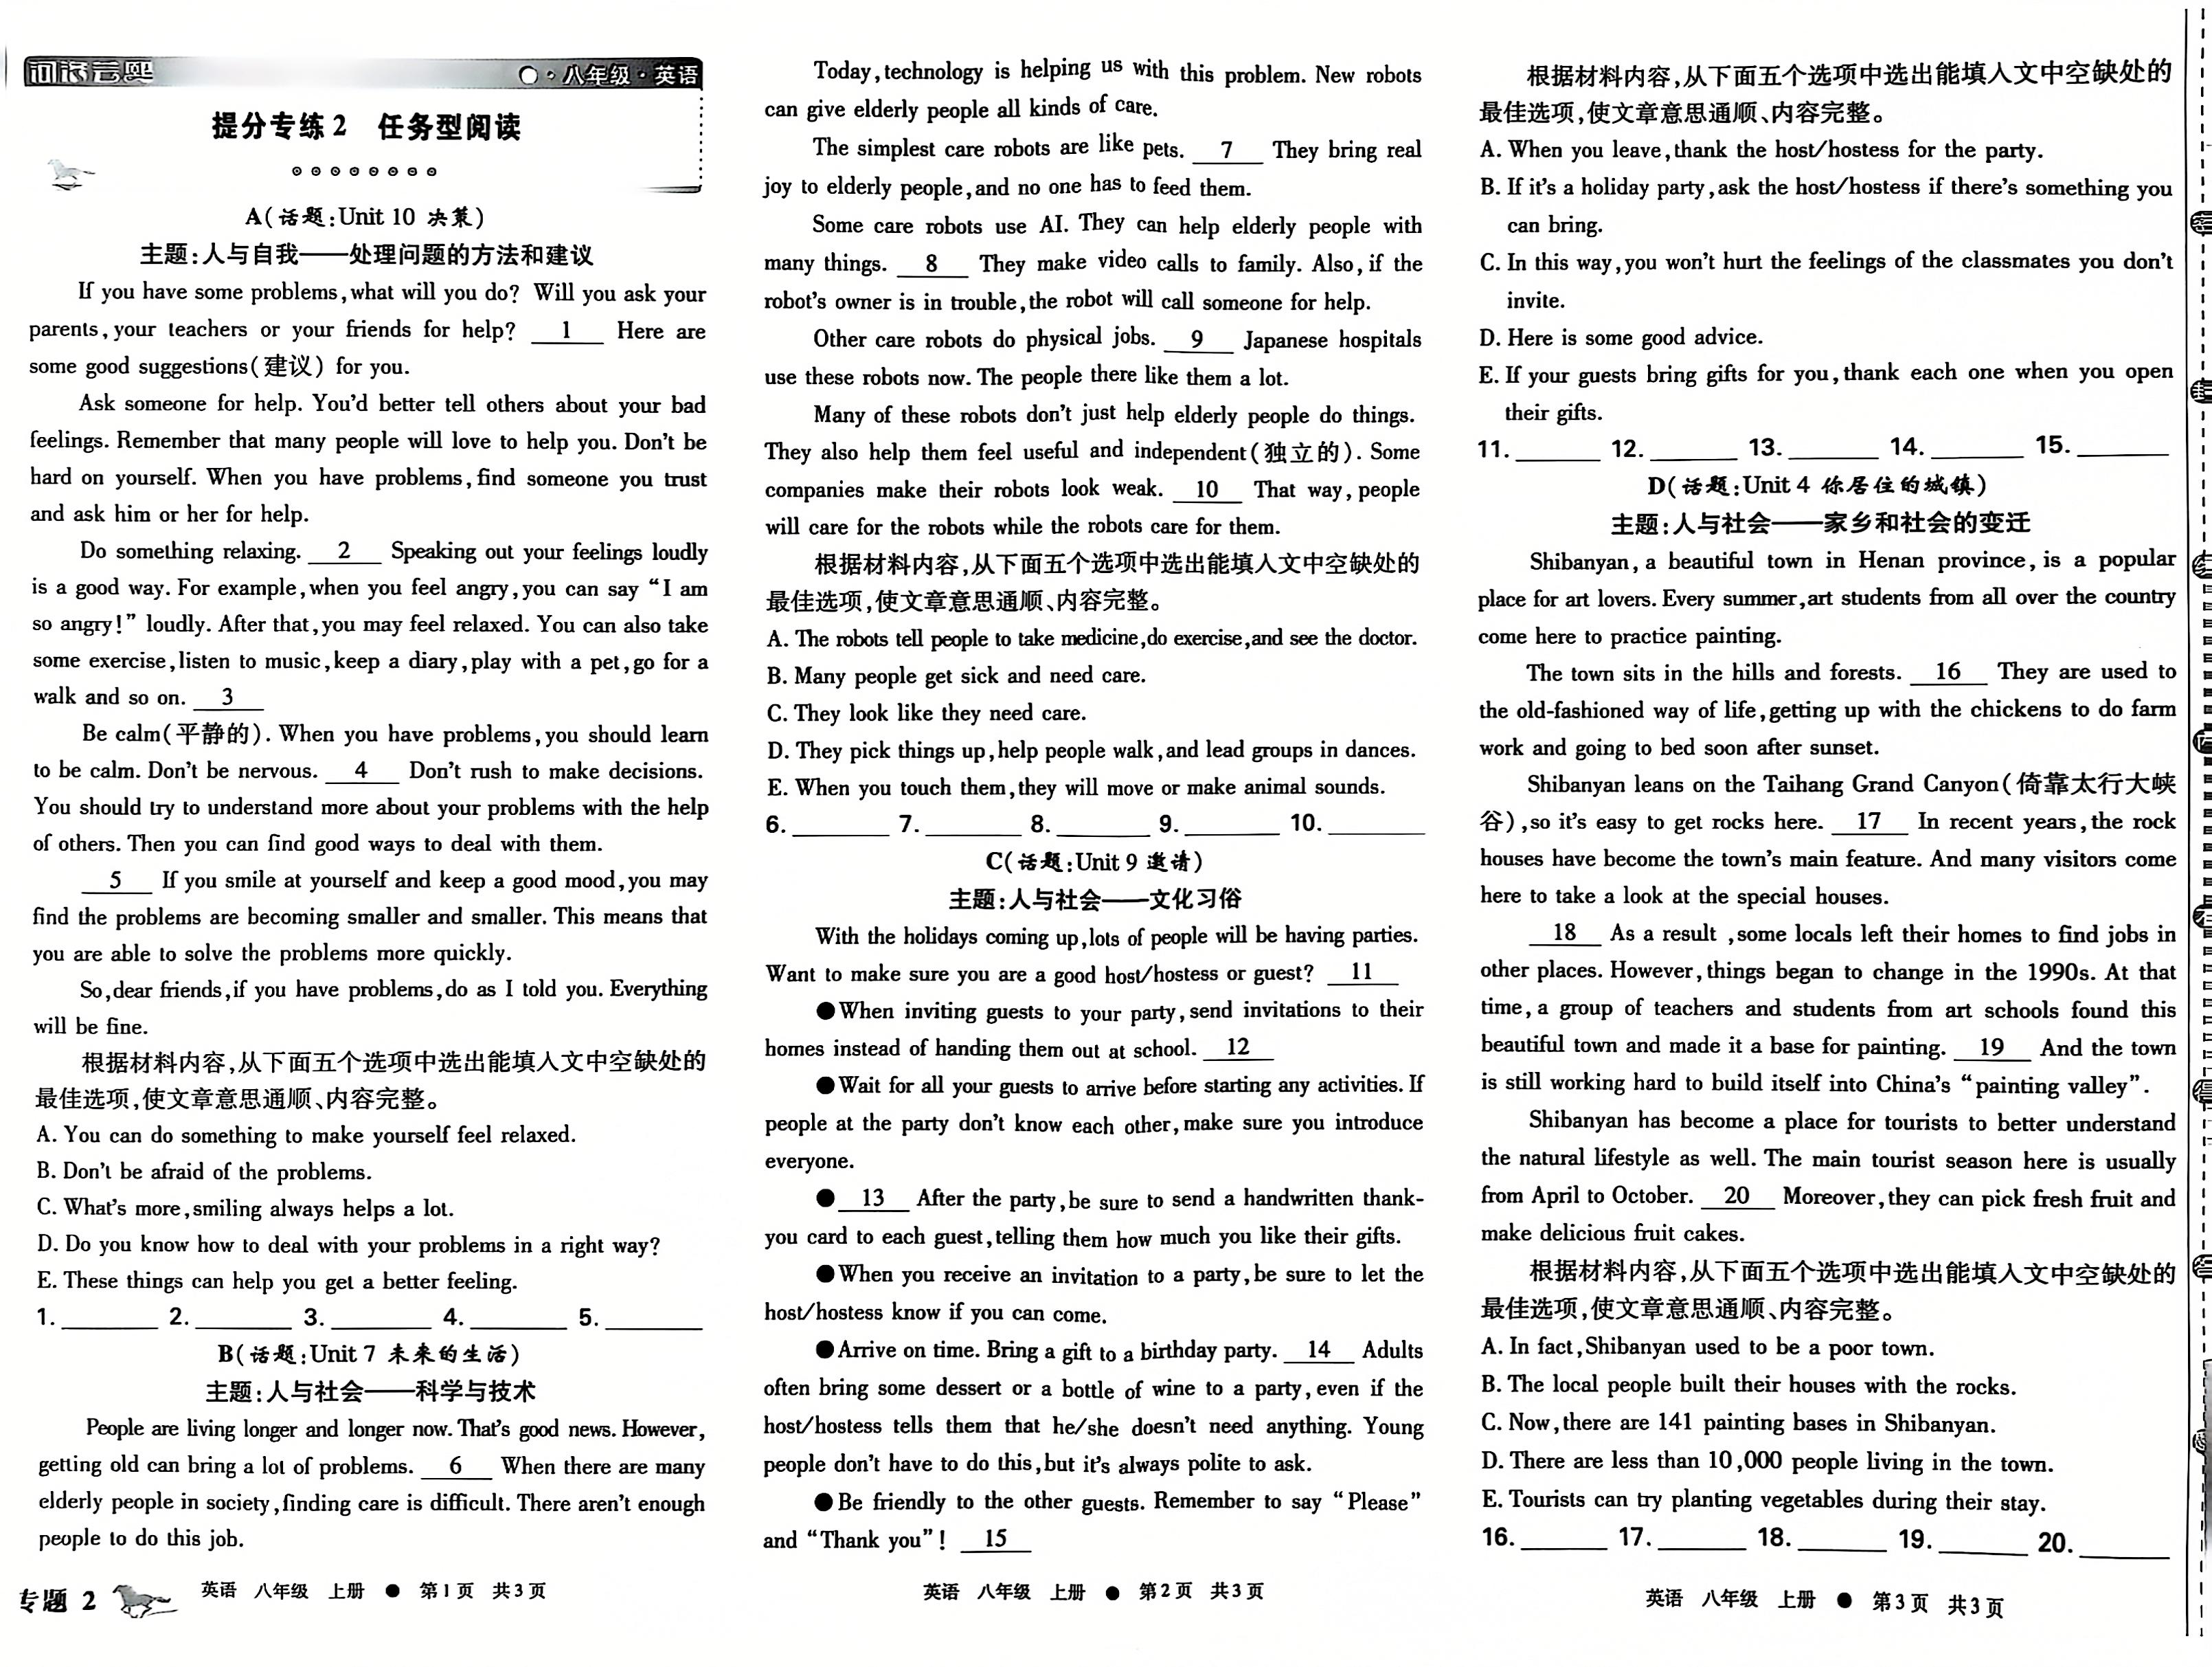 八年级·英语
提分专练2 任务型阅读
A(话题:Unit 10 决策)
主题:人与自我——处理问题的方法和建议
If you have some problems,what will you do? Will you ask your
parents,your teachers or your friends for help? 1 Here are
some good suggestions(建议) for you.
Ask someone for help. You'd better tell others about your bad
feelings. Remember that many people will love to help you. Don't be
hard on yourself. When you have problems,find someone you trust
and ask him or her for help.
Do something relaxing. 2 Speaking out your feelings loudly
is a good way. For example,when you feel angry,you can say “I am
so angry!” loudly. After that,you may feel relaxed. You can also take
some exercise,listen to music,keep a diary,play with a pet,go for a
walk and so on. 3
Be calm(平静的). When you have problems,you should learn
to be calm. Don't be nervous. 4 Don't rush to make decisions.
You should try to understand more about your problems with the help
of others. Then you can find good ways to deal with them.
5 If you smile at yourself and keep a good mood,you may
find the problems are becoming smaller and smaller. This means that
you are able to solve the problems more quickly.
So,dear friends,if you have problems,do as I told you. Everything
will be fine.
根据材料内容,从下面五个选项中选出能填入文中空缺处的
最佳选项,使文章意思通顺、内容完整。
A. You can do something to make yourself feel relaxed.
B. Don't be afraid of the problems.
C. What's more,smiling always helps a lot.
D. Do you know how to deal with your problems in a right way?
E. These things can help you get a better feeling.
1. 2. 3. 4. 5.
B(话题:Unit 7 未来的生活)
主题:人与社会——科学与技术
People are living longer and longer now. That's good news. However,
getting old can bring a lot of problems. 6 When there are many
elderly people in society,finding care is difficult. There aren't enough
people to do this job.
专题 2
英语 八年级 上册 ● 第1页 共3页
Today,technology is helping us with this problem. New robots
can give elderly people all kinds of care.
The simplest care robots are like pets. 7 They bring real
joy to elderly people,and no one has to feed them.
Some care robots use AI. They can help elderly people with
many things. 8 They make video calls to family. Also,if the
robot's owner is in trouble,the robot will call someone for help.
Other care robots do physical jobs. 9 Japanese hospitals
use these robots now. The people there like them a lot.
Many of these robots don't just help elderly people do things.
They also help them feel useful and independent(独立的). Some
companies make their robots look weak. 10 That way,people
will care for the robots while the robots care for them.
根据材料内容,从下面五个选项中选出能填入文中空缺处的
最佳选项,使文章意思通顺、内容完整。
A. The robots tell people to take medicine,do exercise,and see the doctor.
B. Many people get sick and need care.
C. They look like they need care.
D. They pick things up,help people walk,and lead groups in dances.
E. When you touch them,they will move or make animal sounds.
6. 7. 8. 9. 10.
C(话题:Unit 9 邀请)
主题:人与社会——文化习俗
With the holidays coming up,lots of people will be having parties.
Want to make sure you are a good host/hostess or guest? 11
●When inviting guests to your party,send invitations to their
homes instead of handing them out at school. 12
●Wait for all your guests to arrive before starting any activities. If
people at the party don't know each other,make sure you introduce
everyone.
● 13 After the party,be sure to send a handwritten thank-
you card to each guest,telling them how much you like their gifts.
●When you receive an invitation to a party,be sure to let the
host/hostess know if you can come.
●Arrive on time. Bring a gift to a birthday party. 14 Adults
often bring some dessert or a bottle of wine to a party,even if the
host/hostess tells them that he/she doesn't need anything. Young
people don't have to do this,but it's always polite to ask.
●Be friendly to the other guests. Remember to say “Please”
and “Thank you”! 15
英语 八年级 上册 ● 第2页 共3页
根据材料内容,从下面五个选项中选出能填入文中空缺处的
最佳选项,使文章意思通顺、内容完整。
A. When you leave,thank the host/hostess for the party.
B. If it's a holiday party,ask the host/hostess if there's something you
can bring.
C. In this way,you won't hurt the feelings of the classmates you don't
invite.
D. Here is some good advice.
E. If your guests bring gifts for you,thank each one when you open
their gifts.
11. 12. 13. 14. 15.
D(话题:Unit 4 你居住的城镇)
主题:人与社会——家乡和社会的变迁
Shibanyan, a beautiful town in Henan province, is a popular
place for art lovers. Every summer,art students from all over the country
come here to practice painting.
The town sits in the hills and forests. 16 They are used to
the old-fashioned way of life,getting up with the chickens to do farm
work and going to bed soon after sunset.
Shibanyan leans on the Taihang Grand Canyon(倚靠太行大峡
谷),so it's easy to get rocks here. 17 In recent years,the rock
houses have become the town's main feature. And many visitors come
here to take a look at the special houses.
18 As a result ,some locals left their homes to find jobs in
other places. However,things began to change in the 1990s. At that
time, a group of teachers and students from art schools found this
beautiful town and made it a base for painting. 19 And the town
is still working hard to build itself into China's “painting valley”.
Shibanyan has become a place for tourists to better understand
the natural lifestyle as well. The main tourist season here is usually
from April to October. 20 Moreover,they can pick fresh fruit and
make delicious fruit cakes.
根据材料内容,从下面五个选项中选出能填入文中空缺处的
最佳选项,使文章意思通顺、内容完整。
A. In fact,Shibanyan used to be a poor town.
B. The local people built their houses with the rocks.
C. Now,there are 141 painting bases in Shibanyan.
D. There are less than 10,000 people living in the town.
E. Tourists can try planting vegetables during their stay.
16. 17. 18. 19. 20.
英语 八年级 上册 ● 第3页 共3页